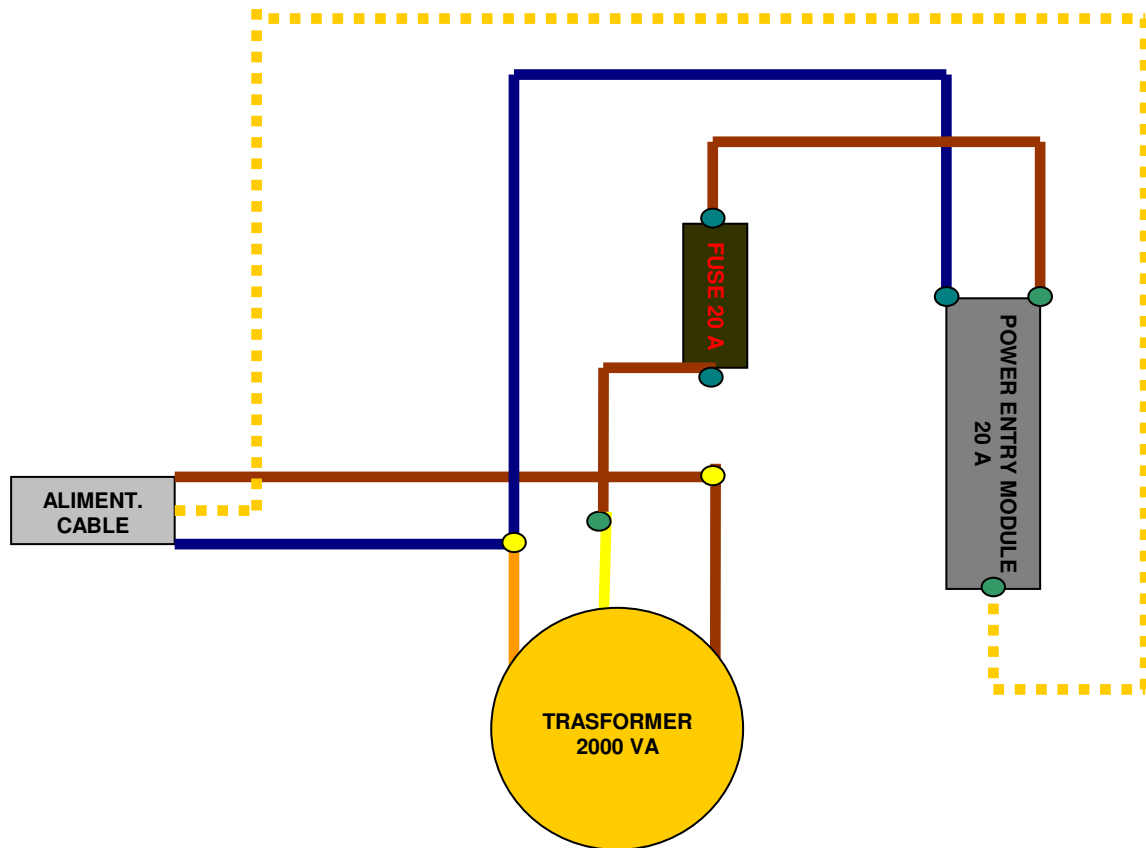 FUSE 20 A
POWER ENTRY MODULE
20 A
ALIMENT.
CABLE
TRASFORMER
2000 VA